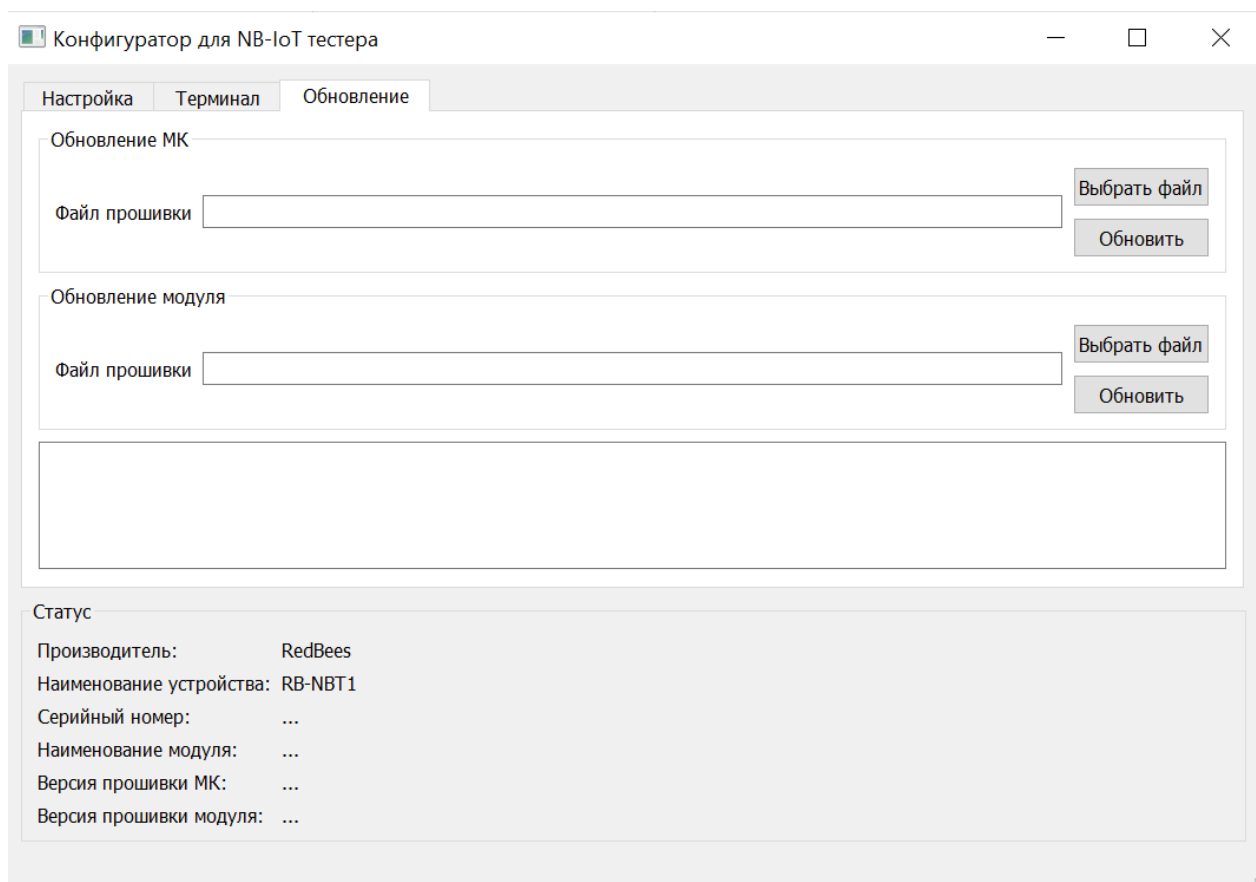 Конфигуратор для NB-IoT тестера
Настройка Терминал Обновление
Обновление МК
Файл прошивки
Выбрать файл
Обновить
Обновление модуля
Файл прошивки
Выбрать файл
Обновить
Статус
Производитель: RedBees
Наименование устройства: RB-NBT1
Серийный номер: ...
Наименование модуля: ...
Версия прошивки МК: ...
Версия прошивки модуля: ...